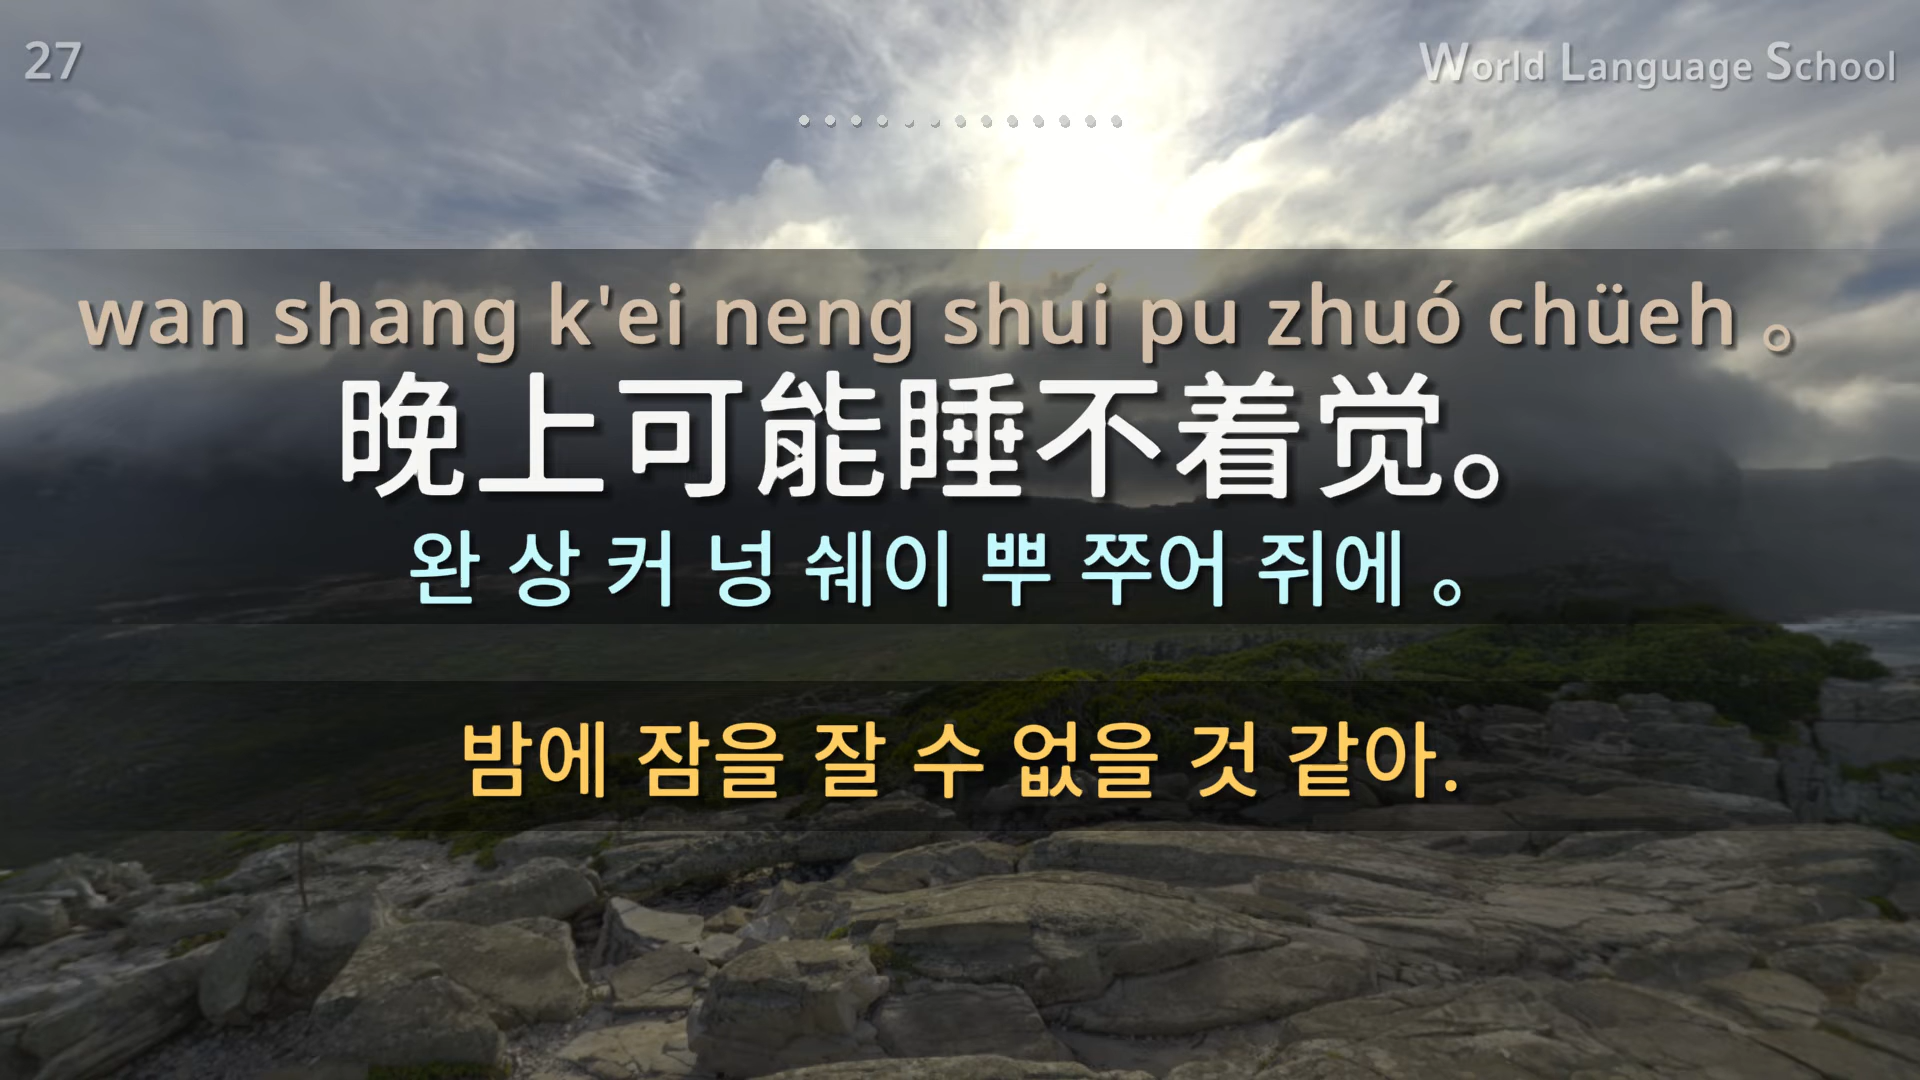 27
World Language School
wan shang k'ei neng shui pu zhuó chüeh 。
晚上可能睡不着觉。
완 상 커 넝 쉐이 뿌 쭈어 쥐에 。
밤에 잠을 잘 수 없을 것 같아.